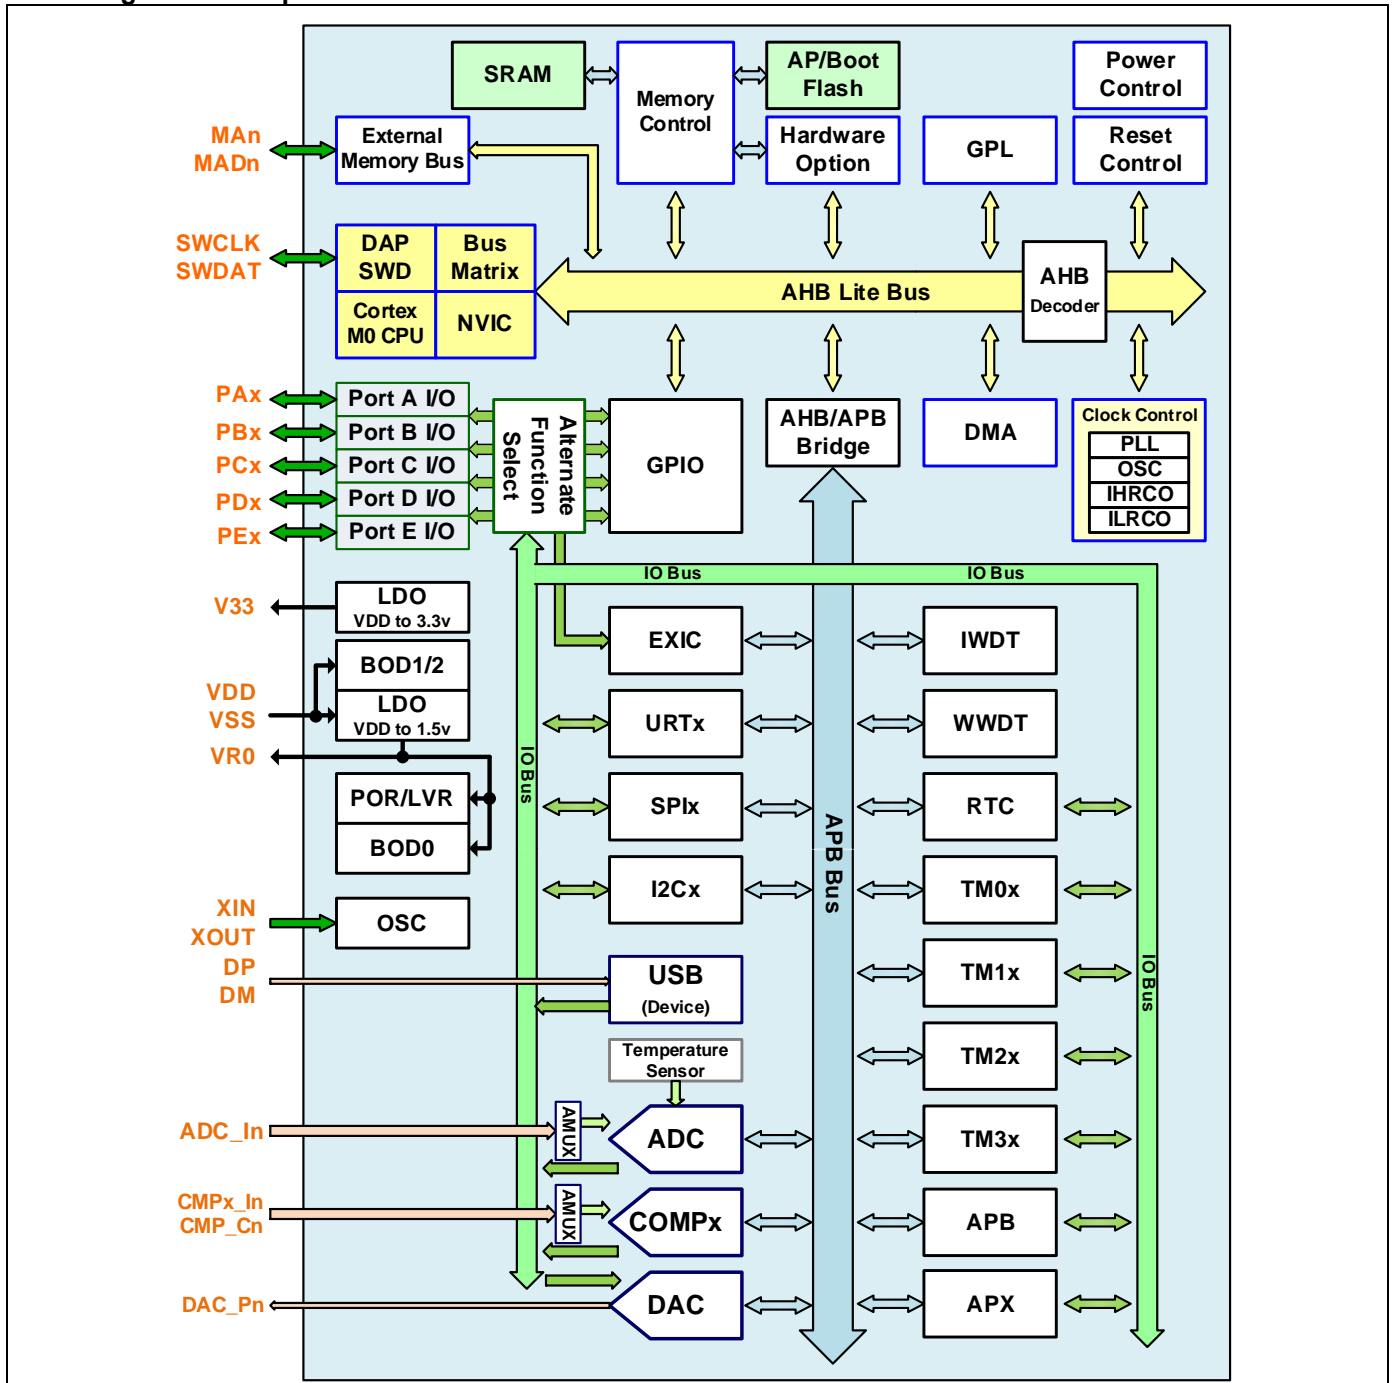 SRAM
Memory
Control
AP/Boot
Flash
Power
Control
MAn
MADn
External
Memory Bus
Hardware
Option
GPL
Reset
Control
SWCLK
SWDAT
DAP
SWD
Bus
Matrix
Cortex
M0 CPU
NVIC
AHB Lite Bus
AHB
Decoder
PAx
PBx
PCx
PDx
PEx
Port A I/O
Port B I/O
Port C I/O
Port D I/O
Port E I/O
Alternate
Function
Select
GPIO
AHB/APB
Bridge
DMA
Clock Control
PLL
OSC
IHRCO
ILRCO
IO Bus
IO Bus
V33
LDO
VDD to 3.3v
EXIC
IWDT
VDD
VSS
BOD1/2
LDO
VDD to 1.5v
URTx
WWDT
VR0
IO Bus
POR/LVR
BOD0
SPIx
APB Bus
RTC
I2Cx
TM0x
XIN
XOUT
OSC
DP
DM
USB
(Device)
TM1x
IO Bus
Temperature
Sensor
TM2x
ADC_In
AMUX
ADC
TM3x
CMPx_In
CMP_Cn
AMUX
COMPx
APB
DAC_Pn
DAC
APX